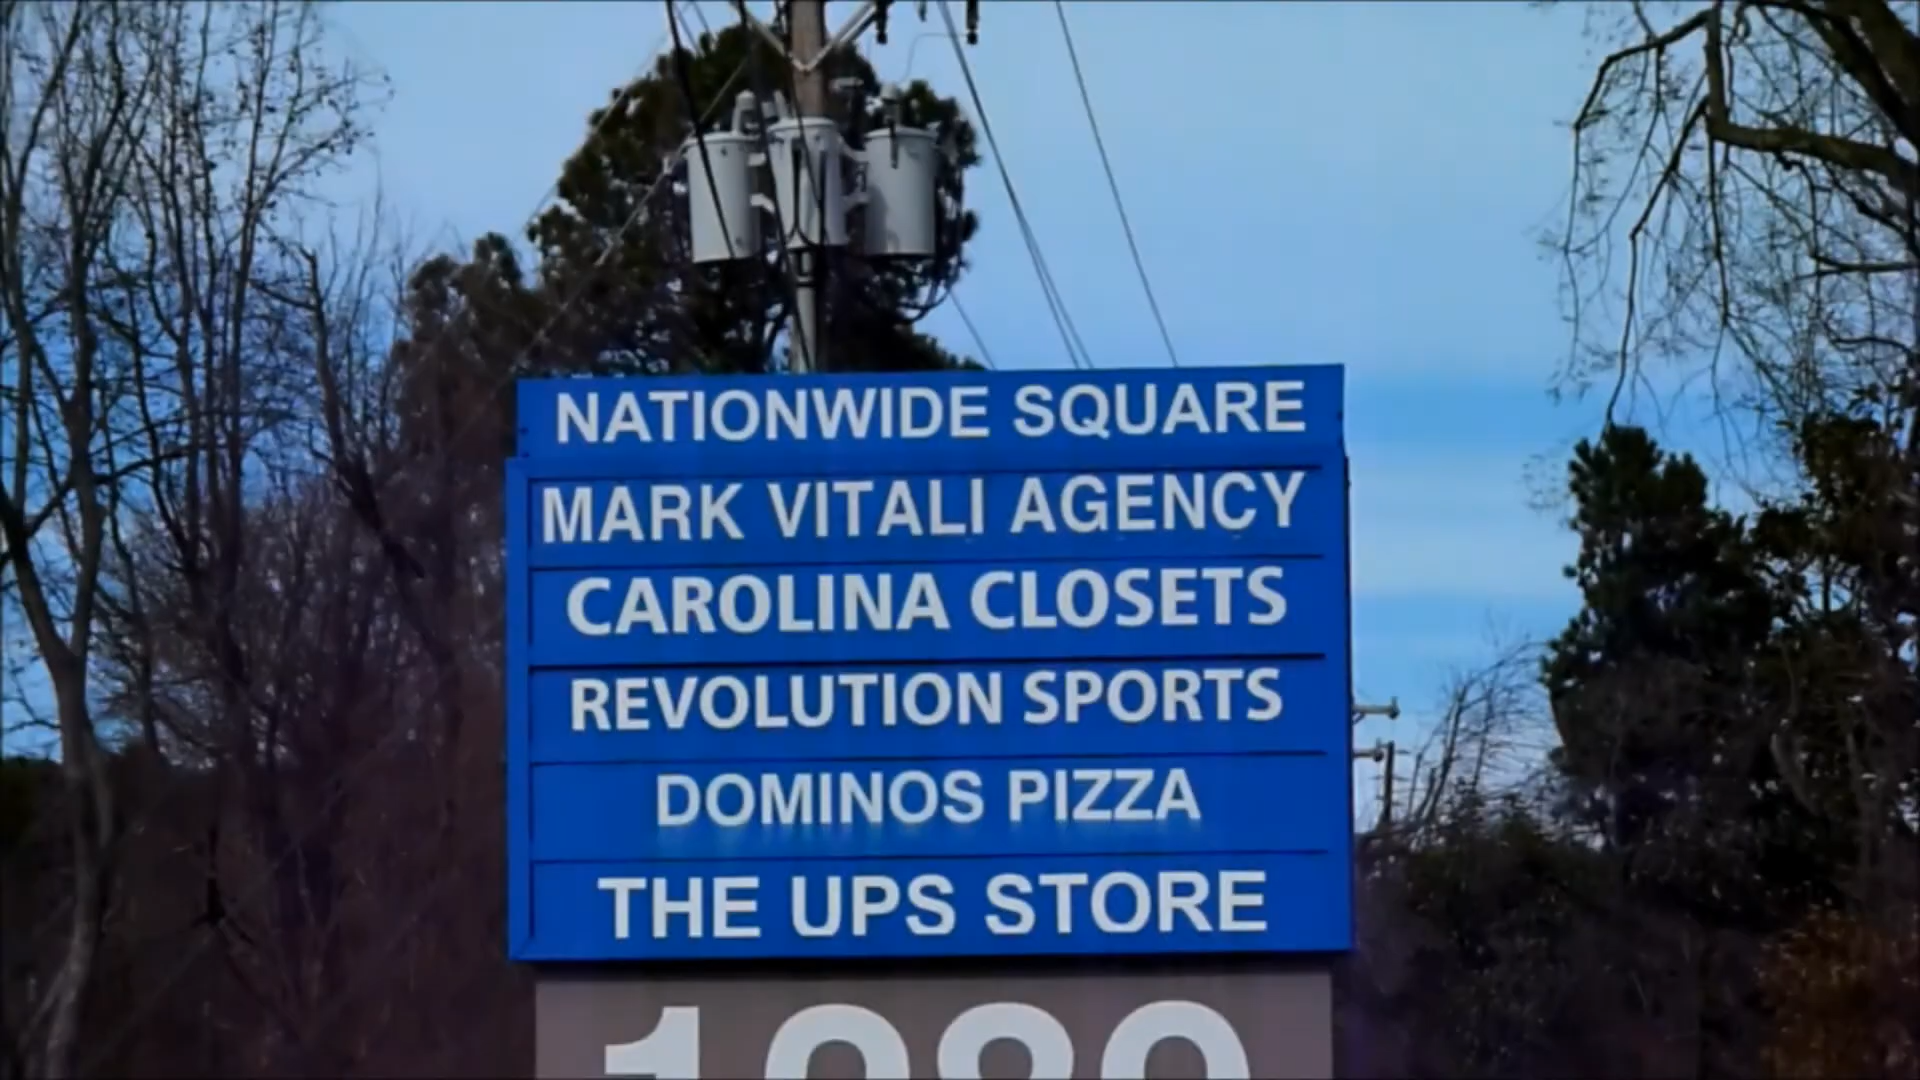 NATIONWIDE SQUARE
MARK VITALI AGENCY
CAROLINA CLOSETS
REVOLUTION SPORTS
DOMINOS PIZZA
THE UPS STORE